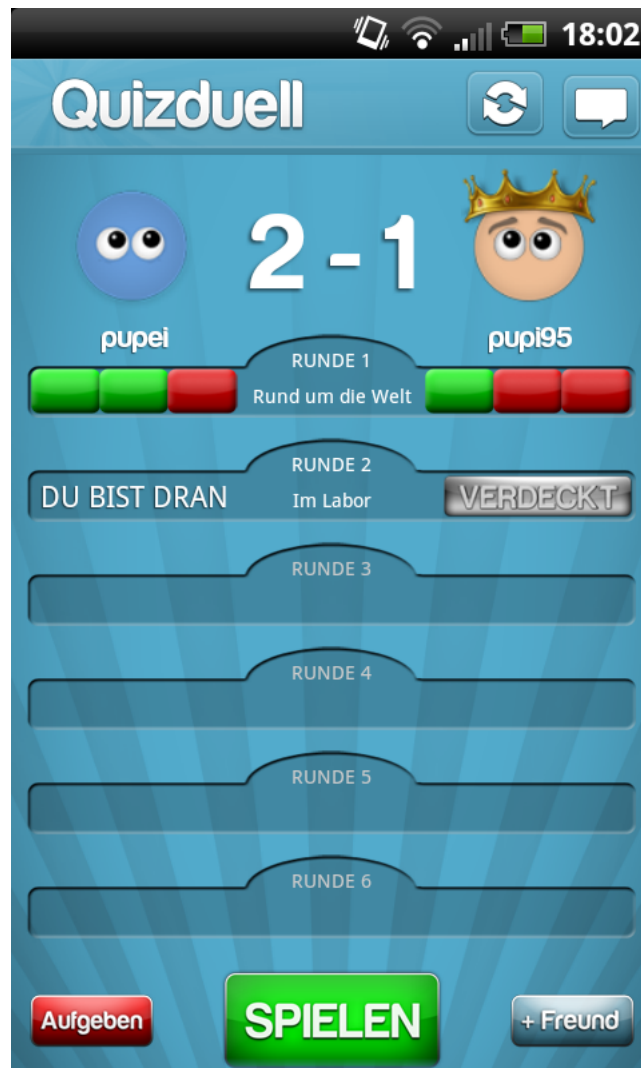 18:02
Quizduell
2 - 1
pupei
pupi95
RUNDE 1
Rund um die Welt
RUNDE 2
DU BIST DRAN
Im Labor
VERDECKT
RUNDE 3
RUNDE 4
RUNDE 5
RUNDE 6
Aufgeben
SPIELEN
+ Freund